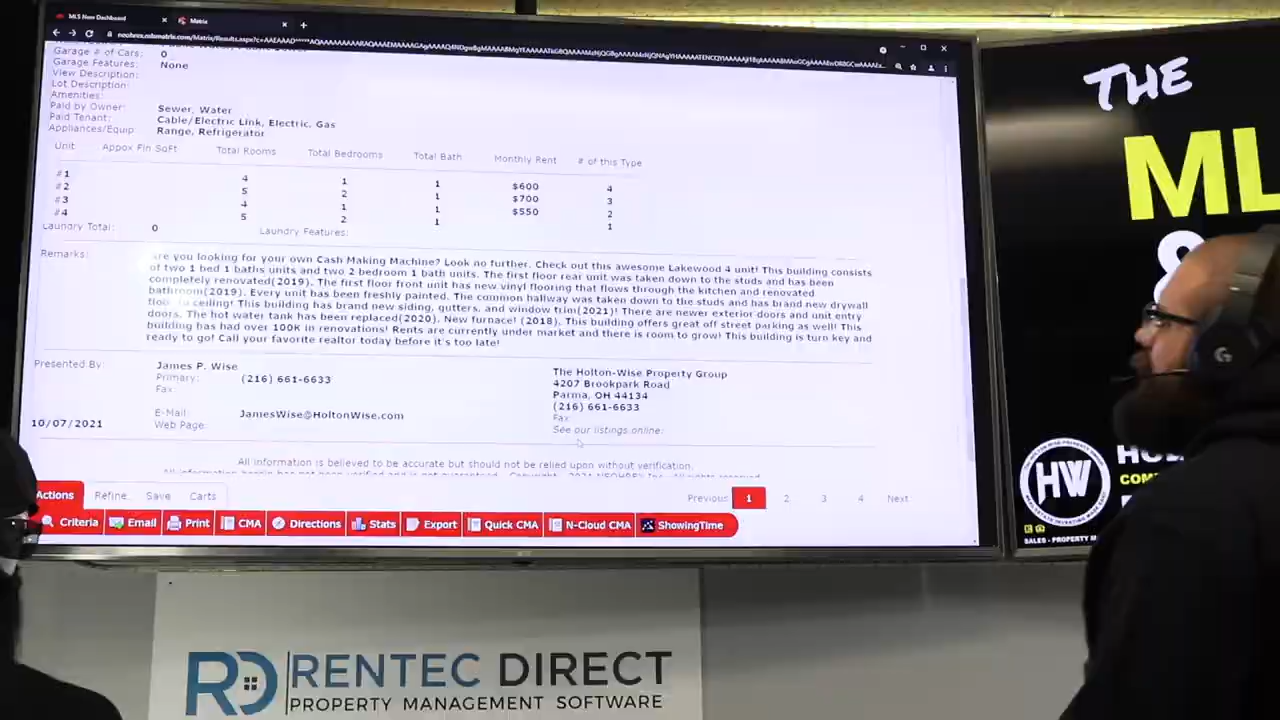 MLS Now Dashboard
Matrix
Garage # of Cars: 0
Garage Features: None
View Description:
Lot Description:
Amenities:
Paid by Owner: Sewer, Water
Paid Tenant: Cable/Electric Link, Electric, Gas
Appliances/Equip Range, Refrigerator
Unit Appox Fin SqFt Total Rooms Total Bedrooms Total Bath Monthly Rent # of this Type
#1 4 1 1 $600 4
#2 5 2 1 $700 3
#3 4 1 1 $550 2
#4 5 2 1 1
Laundry Total: 0 Laundry Features:
Remarks: Are you looking for your own Cash Making Machine? Look no further. Check out this awesome Lakewood 4 unit! This building consists
of two 1 bed 1 baths units and two 2 bedroom 1 bath units. The first floor rear unit was taken down to the studs and has been
completely renovated(2019). The first floor front unit has new vinyl flooring that flows through the kitchen and renovated
bathroom(2019). Every unit has been freshly painted. The common hallway was taken down to the studs and has brand new drywall
floor to ceiling! This building has brand new siding, gutters, and window trim(2021)! There are newer exterior doors and unit entry
doors. The hot water tank has been replaced(2020). New furnace! (2018). This building offers great off street parking as well! This
building has had over 100K in renovations! Rents are currently under market and there is room to grow! This building is turn key and
ready to go! Call your favorite realtor today before it's too late!
Presented By: James P. Wise
Primary: (216) 661-6633
Fax:
E-Mail: JamesWise@HoltonWise.com
Web Page:
The Holton-Wise Property Group
4207 Brookpark Road
Parma, OH 44134
(216) 661-6633
Fax:
See our listings online:
10/07/2021
All information is believed to be accurate but should not be relied upon without verification.
Actions Refine Save Carts
Previous 1 2 3 4 Next
Criteria Email Print CMA Directions Stats Export Quick CMA N-Cloud CMA ShowingTime
THE
ML
&
HW
RD RENTEC DIRECT
PROPERTY MANAGEMENT SOFTWARE